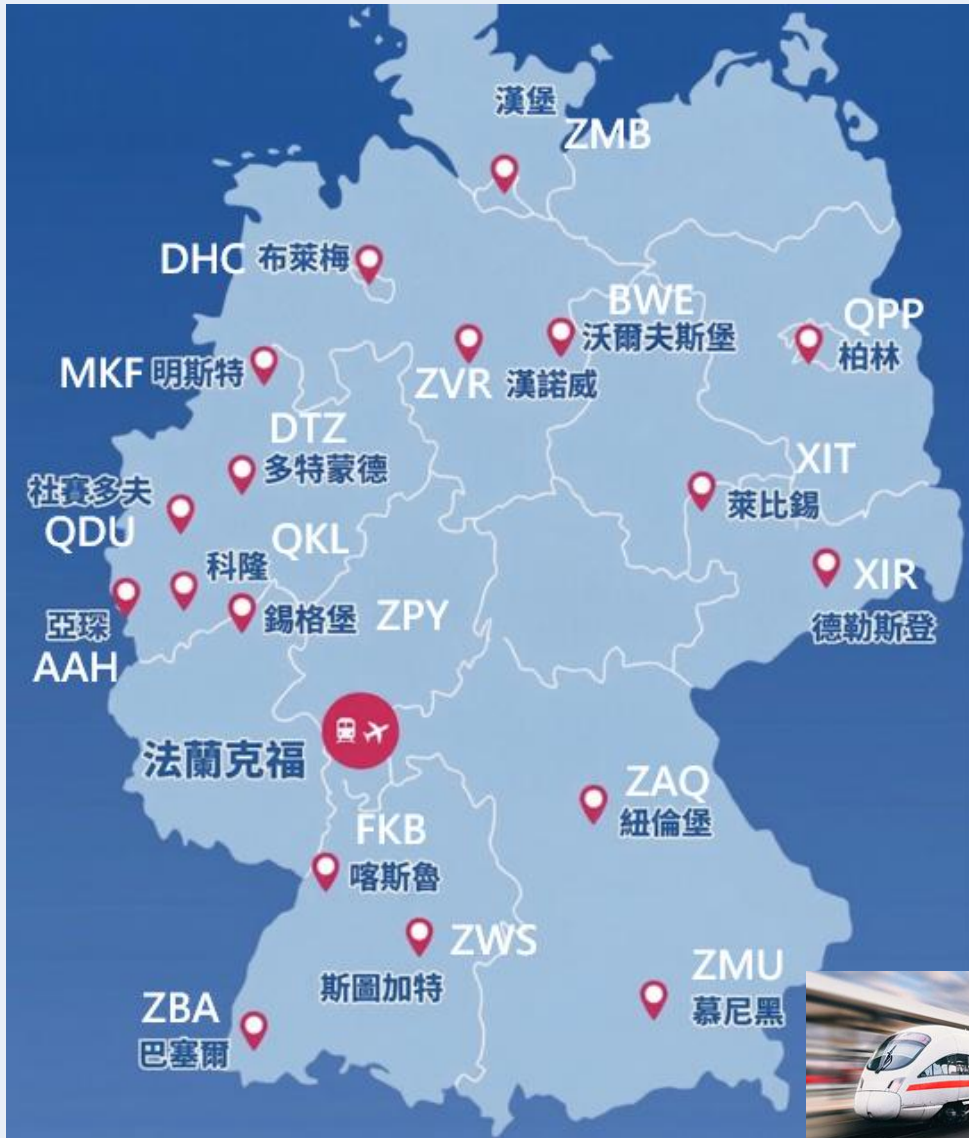 漢堡
ZMB
DHC 布萊梅
BWE
沃爾夫斯堡
QPP
柏林
MKF 明斯特
ZVR 漢諾威
DTZ
多特蒙德
XIT
萊比錫
杜賽多夫
QDU
QKL
科隆
XIR
德勒斯登
錫格堡 ZPY
亞琛
AAH
法蘭克福
ZAQ
紐倫堡
FKB
喀斯魯
ZWS
斯圖加特
ZMU
慕尼黑
ZBA
巴塞爾